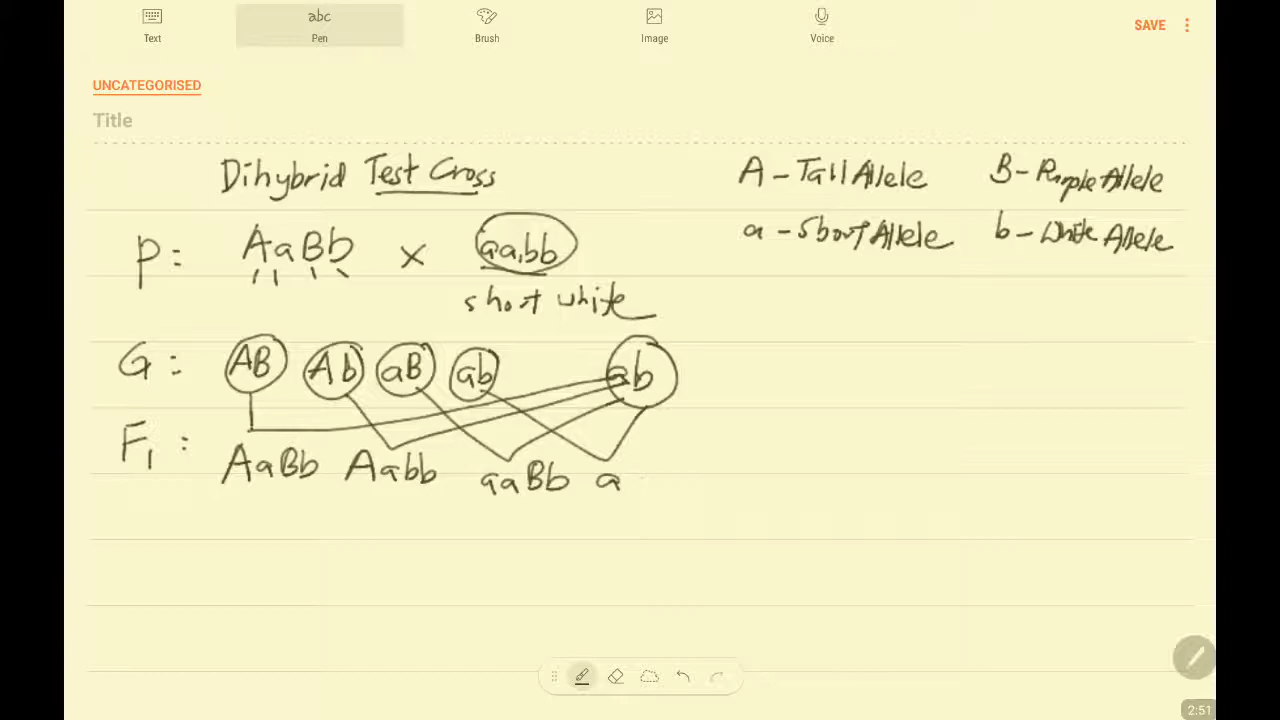 Text Pen Brush Image Voice SAVE
UNCATEGORISED
Title
Dihybrid Test Cross A - Tall Allele B - Purple Allele
a - Short Allele b - White Allele
P: AaBb × aabb
short white
G: AB Ab aB ab ab
F1: AaBb Aabb aaBb a
2:51